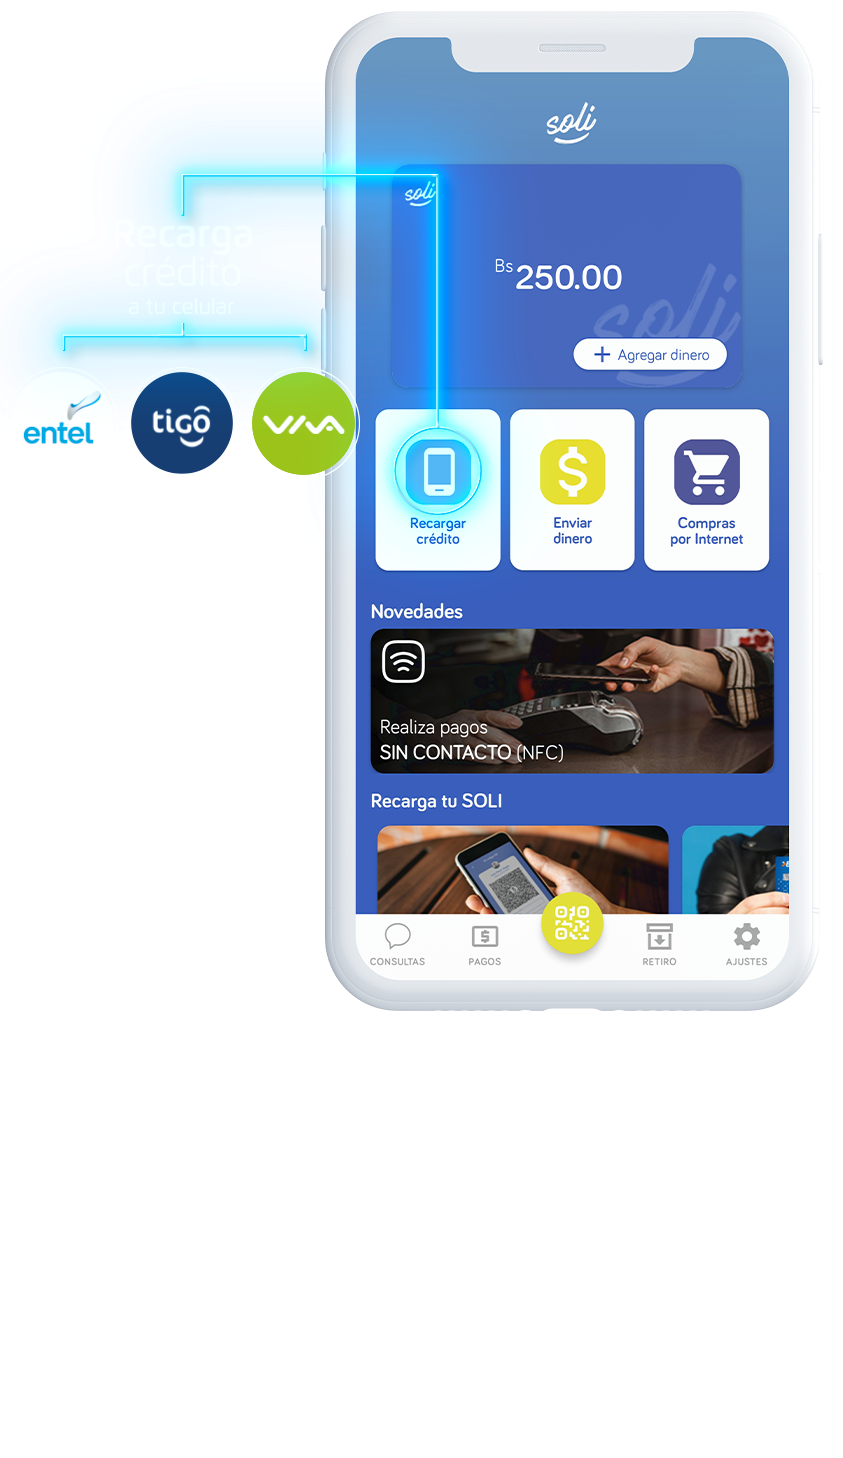 soli
soli
Bs 250.00
soli
+ Agregar dinero
Recarga
crédito
a tu celular
entel
tigo
VIVA
Recargar
crédito
Enviar
dinero
Compras
por Internet
Novedades
Realiza pagos
SIN CONTACTO (NFC)
Recarga tu SOLI
CONSULTAS
PAGOS
RETIRO
AJUSTES